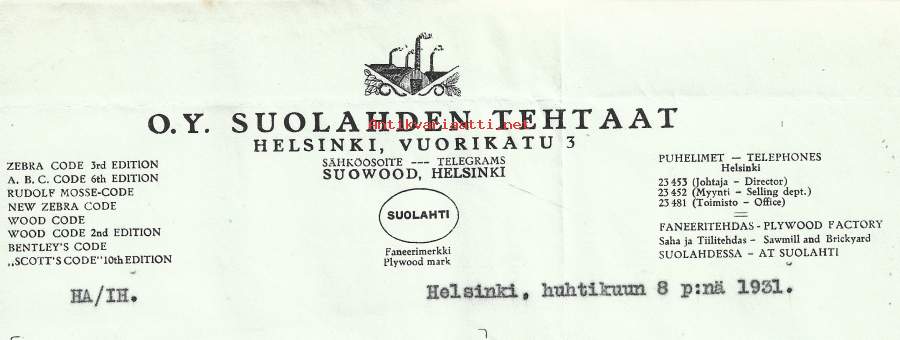 O.Y. SUOLAHDEN TEHTAAT
antikvariaatti.net
HELSINKI, VUORIKATU 3
SÄHKÖOSOITE --- TELEGRAMS
SUOWOOD, HELSINKI
SUOLAHTI
Faneerimerkki
Plywood mark
ZEBRA CODE 3rd EDITION
A. B. C. CODE 6th EDITION
RUDOLF MOSSE-CODE
NEW ZEBRA CODE
WOOD CODE
WOOD CODE 2nd EDITION
BENTLEY'S CODE
„SCOTT'S CODE" 10th EDITION
PUHELIMET — TELEPHONES
Helsinki
23 453 (Johtaja - Director)
23 452 (Myynti - Selling dept.)
23 481 (Toimisto - Office)
FANEERITEHDAS - PLYWOOD FACTORY
Saha ja Tiilitehdas - Sawmill and Brickyard
SUOLAHDESSA - AT SUOLAHTI
HA/IH.
Helsinki, huhtikuun 8 p:nä 1931.